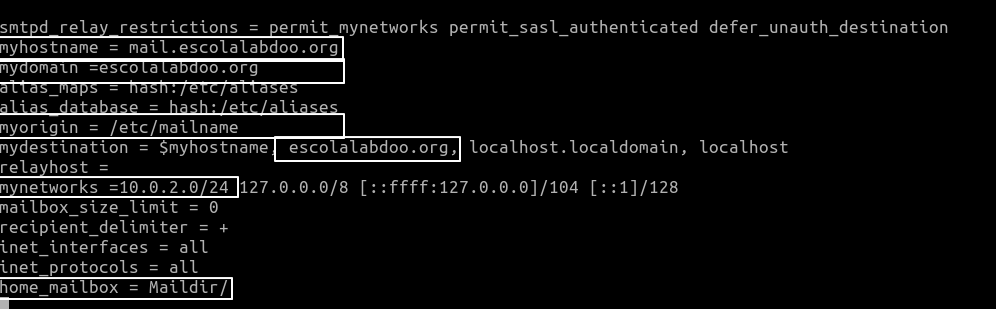 smtpd_relay_restrictions = permit_mynetworks permit_sasl_authenticated defer_unauth_destination
myhostname = mail.escolalabdoo.org
mydomain =escolalabdoo.org
alias_maps = hash:/etc/aliases
alias_database = hash:/etc/aliases
myorigin = /etc/mailname
mydestination = $myhostname, escolalabdoo.org, localhost.localdomain, localhost
relayhost =
mynetworks =10.0.2.0/24 127.0.0.0/8 [::ffff:127.0.0.0]/104 [::1]/128
mailbox_size_limit = 0
recipient_delimiter = +
inet_interfaces = all
inet_protocols = all
home_mailbox = Maildir/